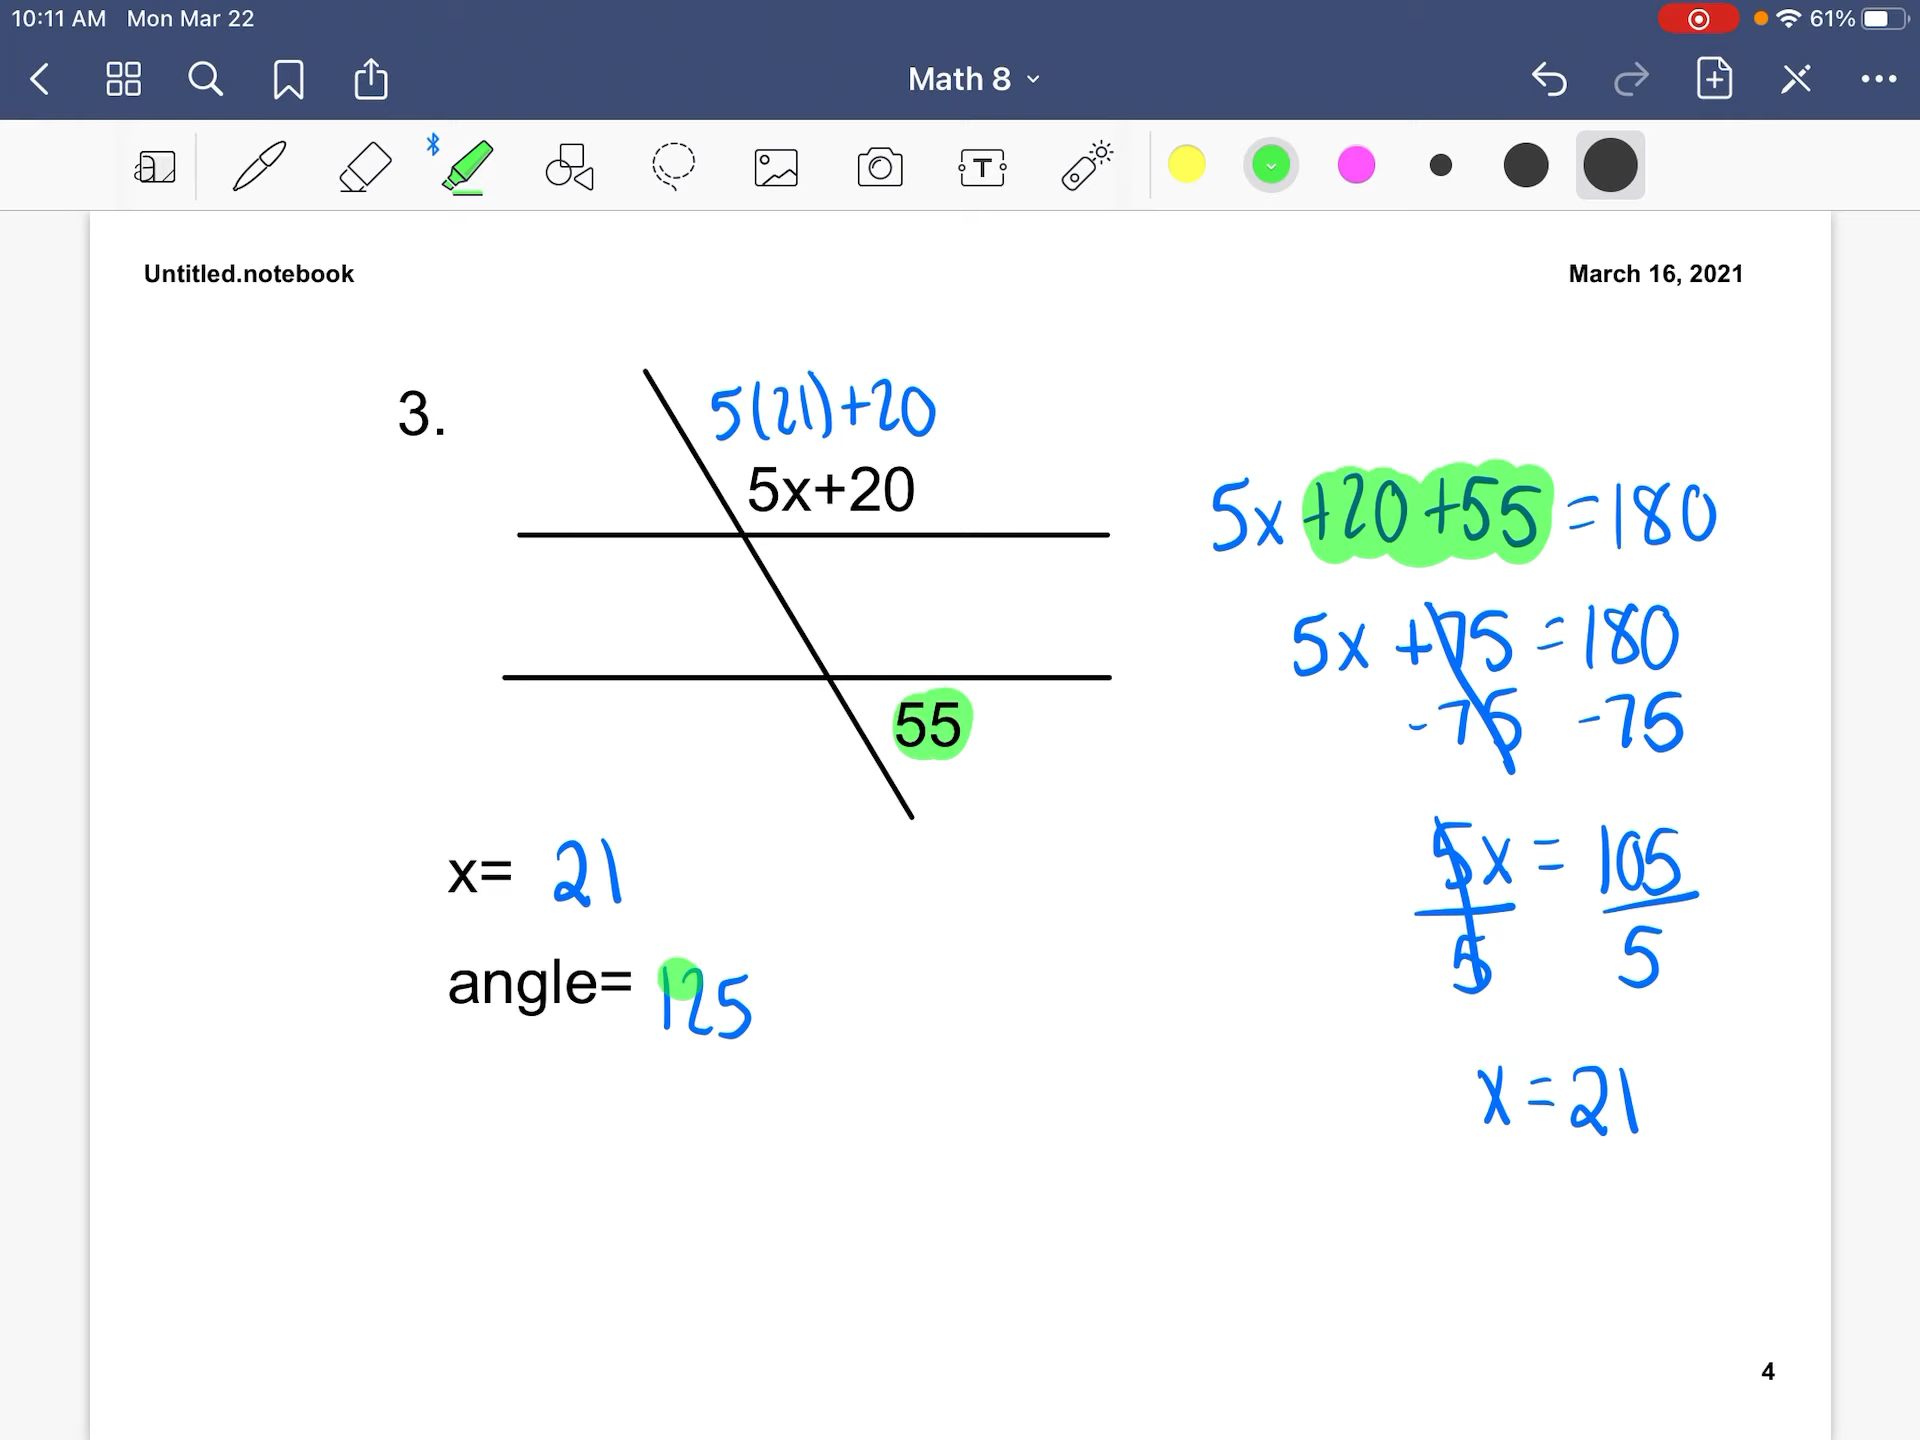 10:11 AM Mon Mar 22
61%
Math 8
T
Untitled.notebook
March 16, 2021
3.
5(21)+20
5x+20
55
x= 21
angle= 125
5x +20 +55 = 180
5x +75 = 180
-75 -75
5x = 105
5 5
x = 21
4